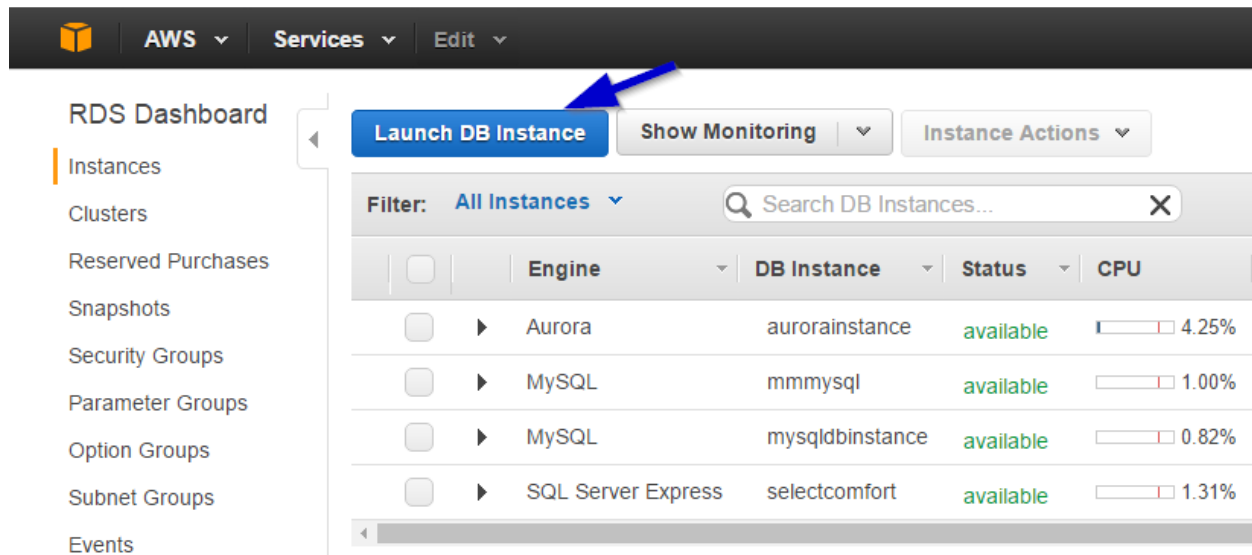 AWS Services Edit
RDS Dashboard
Instances
Clusters
Reserved Purchases
Snapshots
Security Groups
Parameter Groups
Option Groups
Subnet Groups
Events
Launch DB Instance Show Monitoring Instance Actions
Filter: All Instances Search DB Instances...
Engine DB Instance Status CPU
Aurora aurorainstance available 4.25%
MySQL mmmysql available 1.00%
MySQL mysqldbinstance available 0.82%
SQL Server Express selectcomfort available 1.31%